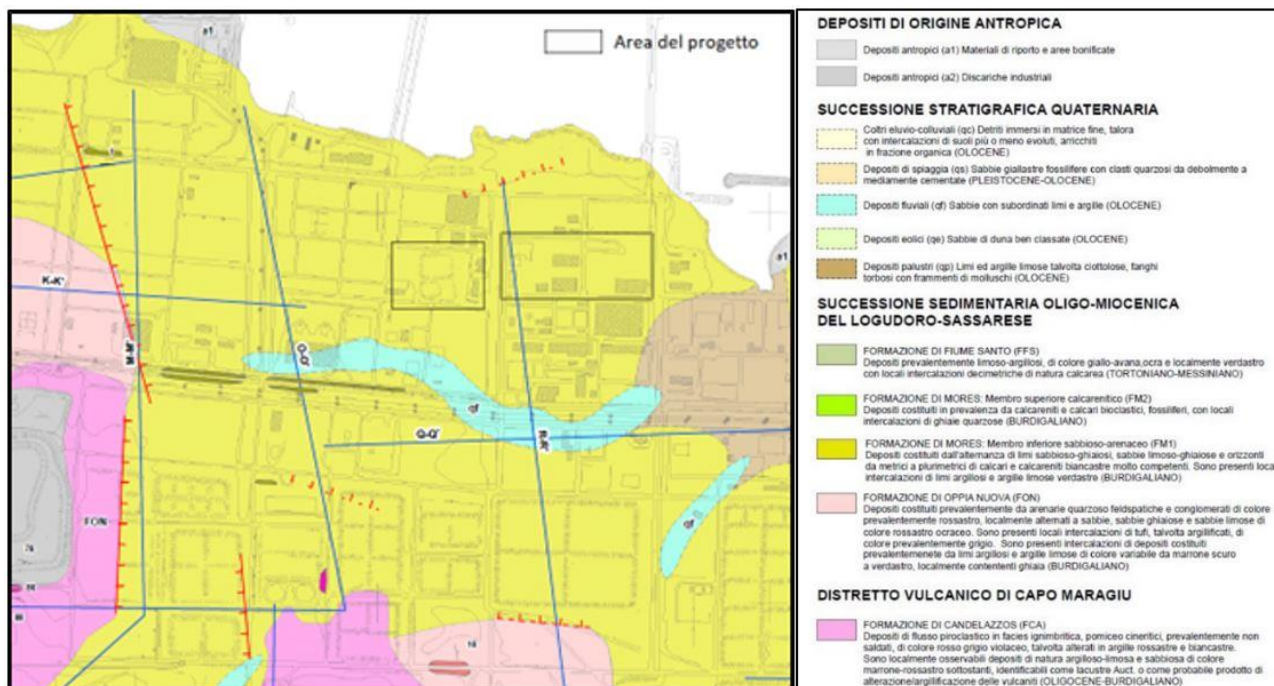 a1
Area del progetto
a1
K-K'
M-M'
O-O'
qf
Q-Q'
R-R'
FON
qf
DEPOSITI DI ORIGINE ANTROPICA
Depositi antropici (a1) Materiali di riporto e aree bonificate
Depositi antropici (a2) Discariche industriali
SUCCESSIONE STRATIGRAFICA QUATERNARIA
Coltri eluvio-colluviali (qc) Detriti immersi in matrice fine, talora
con intercalazioni di suoli più o meno evoluti, arricchiti
in frazione organica (OLOCENE)
Depositi di spiaggia (qs) Sabbie giallastre fossilifere con clasti quarzosi da debolmente a
mediamente cementate (PLEISTOCENE-OLOCENE)
Depositi fluviali (qf) Sabbie con subordinati limi e argille (OLOCENE)
Depositi eolici (qe) Sabbie di duna ben classate (OLOCENE)
Depositi palustri (qp) Limi ed argille limose talvolta ciottolose, fanghi
torbosi con frammenti di molluschi (OLOCENE)
SUCCESSIONE SEDIMENTARIA OLIGO-MIOCENICA
DEL LOGUDORO-SASSARESE
FORMAZIONE DI FIUME SANTO (FFS)
Depositi prevalentemente limoso-argillosi, di colore giallo-avana,ocra e localmente verdastro
con locali intercalazioni decimetriche di natura calcarea (TORTONIANO-MESSINIANO)
FORMAZIONE DI MORES: Membro superiore calcarenitico (FM2)
Depositi costituiti in prevalenza da calcareniti e calcari bioclastici, fossiliferi, con locali
intercalazioni di ghiaie quarzose (BURDIGALIANO)
FORMAZIONE DI MORES: Membro inferiore sabbioso-arenaceo (FM1)
Depositi costituiti dall'alternanza di limi sabbioso-ghiaiosi, sabbie limoso-ghiaiose e orizzonti
da metrici a plurimetrici di calcari e calcareniti biancastre molto competenti. Sono presenti loca
intercalazioni di limi argillosi e argille limose verdastre (BURDIGALIANO)
FORMAZIONE DI OPPIA NUOVA (FON)
Depositi costituiti prevalentemente da arenarie quarzoso feldspatiche e conglomerati di colore
prevalentemente rossastro, localmente alternati a sabbie, sabbie ghiaiose e sabbie limose di
colore rossastro ocraceo. Sono presenti locali intercalazioni di tufi, talvolta argillificati, di
colore prevalentemente grigio. Sono presenti intercalazioni di depositi costituiti
prevalentemenete da limi argillosi e argille limose di colore variabile da marrone scuro
a verdastro, localmente contententi ghiaia (BURDIGALIANO)
DISTRETTO VULCANICO DI CAPO MARAGIU
FORMAZIONE DI CANDELAZZOS (FCA)
Depositi di flusso piroclastico in facies ignimbritica, pomiceo cineritici, prevalentemente non
saldati, di colore rosso grigio violaceo, talvolta alterati in argille rossastre e biancastre.
Sono localmente osservabili depositi di natura argilloso-limosa e sabbiosa di colore
marrone-rossastro sottostanti, identificabili come lacustre Auct. o come probabile prodotto di
alterazione/argillificazione delle vulcaniti (OLIGOCENE-BURDIGALIANO)